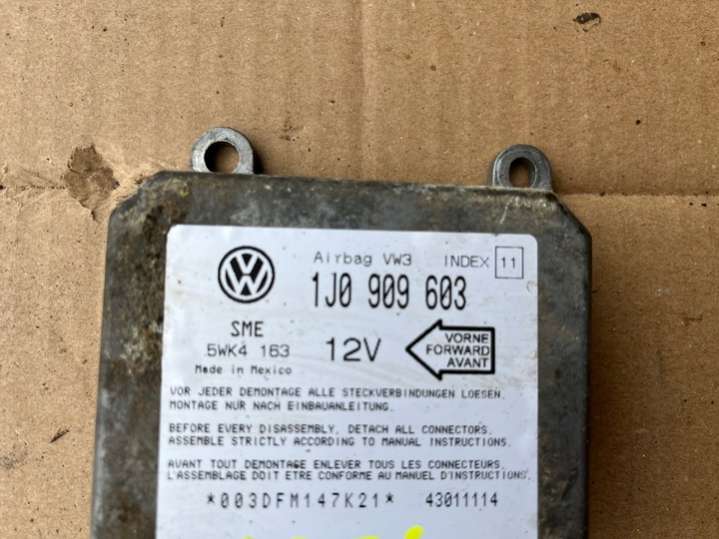 Airbag VW3 INDEX 11
1J0 909 603
SME
5WK4 163
Made in Mexico
12V
VORNE
FORWARD
AVANT
VOR JEDER DEMONTAGE ALLE STECKVERBINDUNGEN LOESEN.
MONTAGE NUR NACH EINBAUANLEITUNG.
BEFORE EVERY DISASSEMBLY, DETACH ALL CONNECTORS.
ASSEMBLE STRICTLY ACCORDING TO MANUAL INSTRUCTIONS.
AVANT TOUT DEMONTAGE ENLEVER TOUS LES CONNECTEURS.
L'ASSEMBLAGE DOIT ETRE CONFORME AU MANUEL D'INSTRUCTIONS.
*003DFM147K21* 43011114